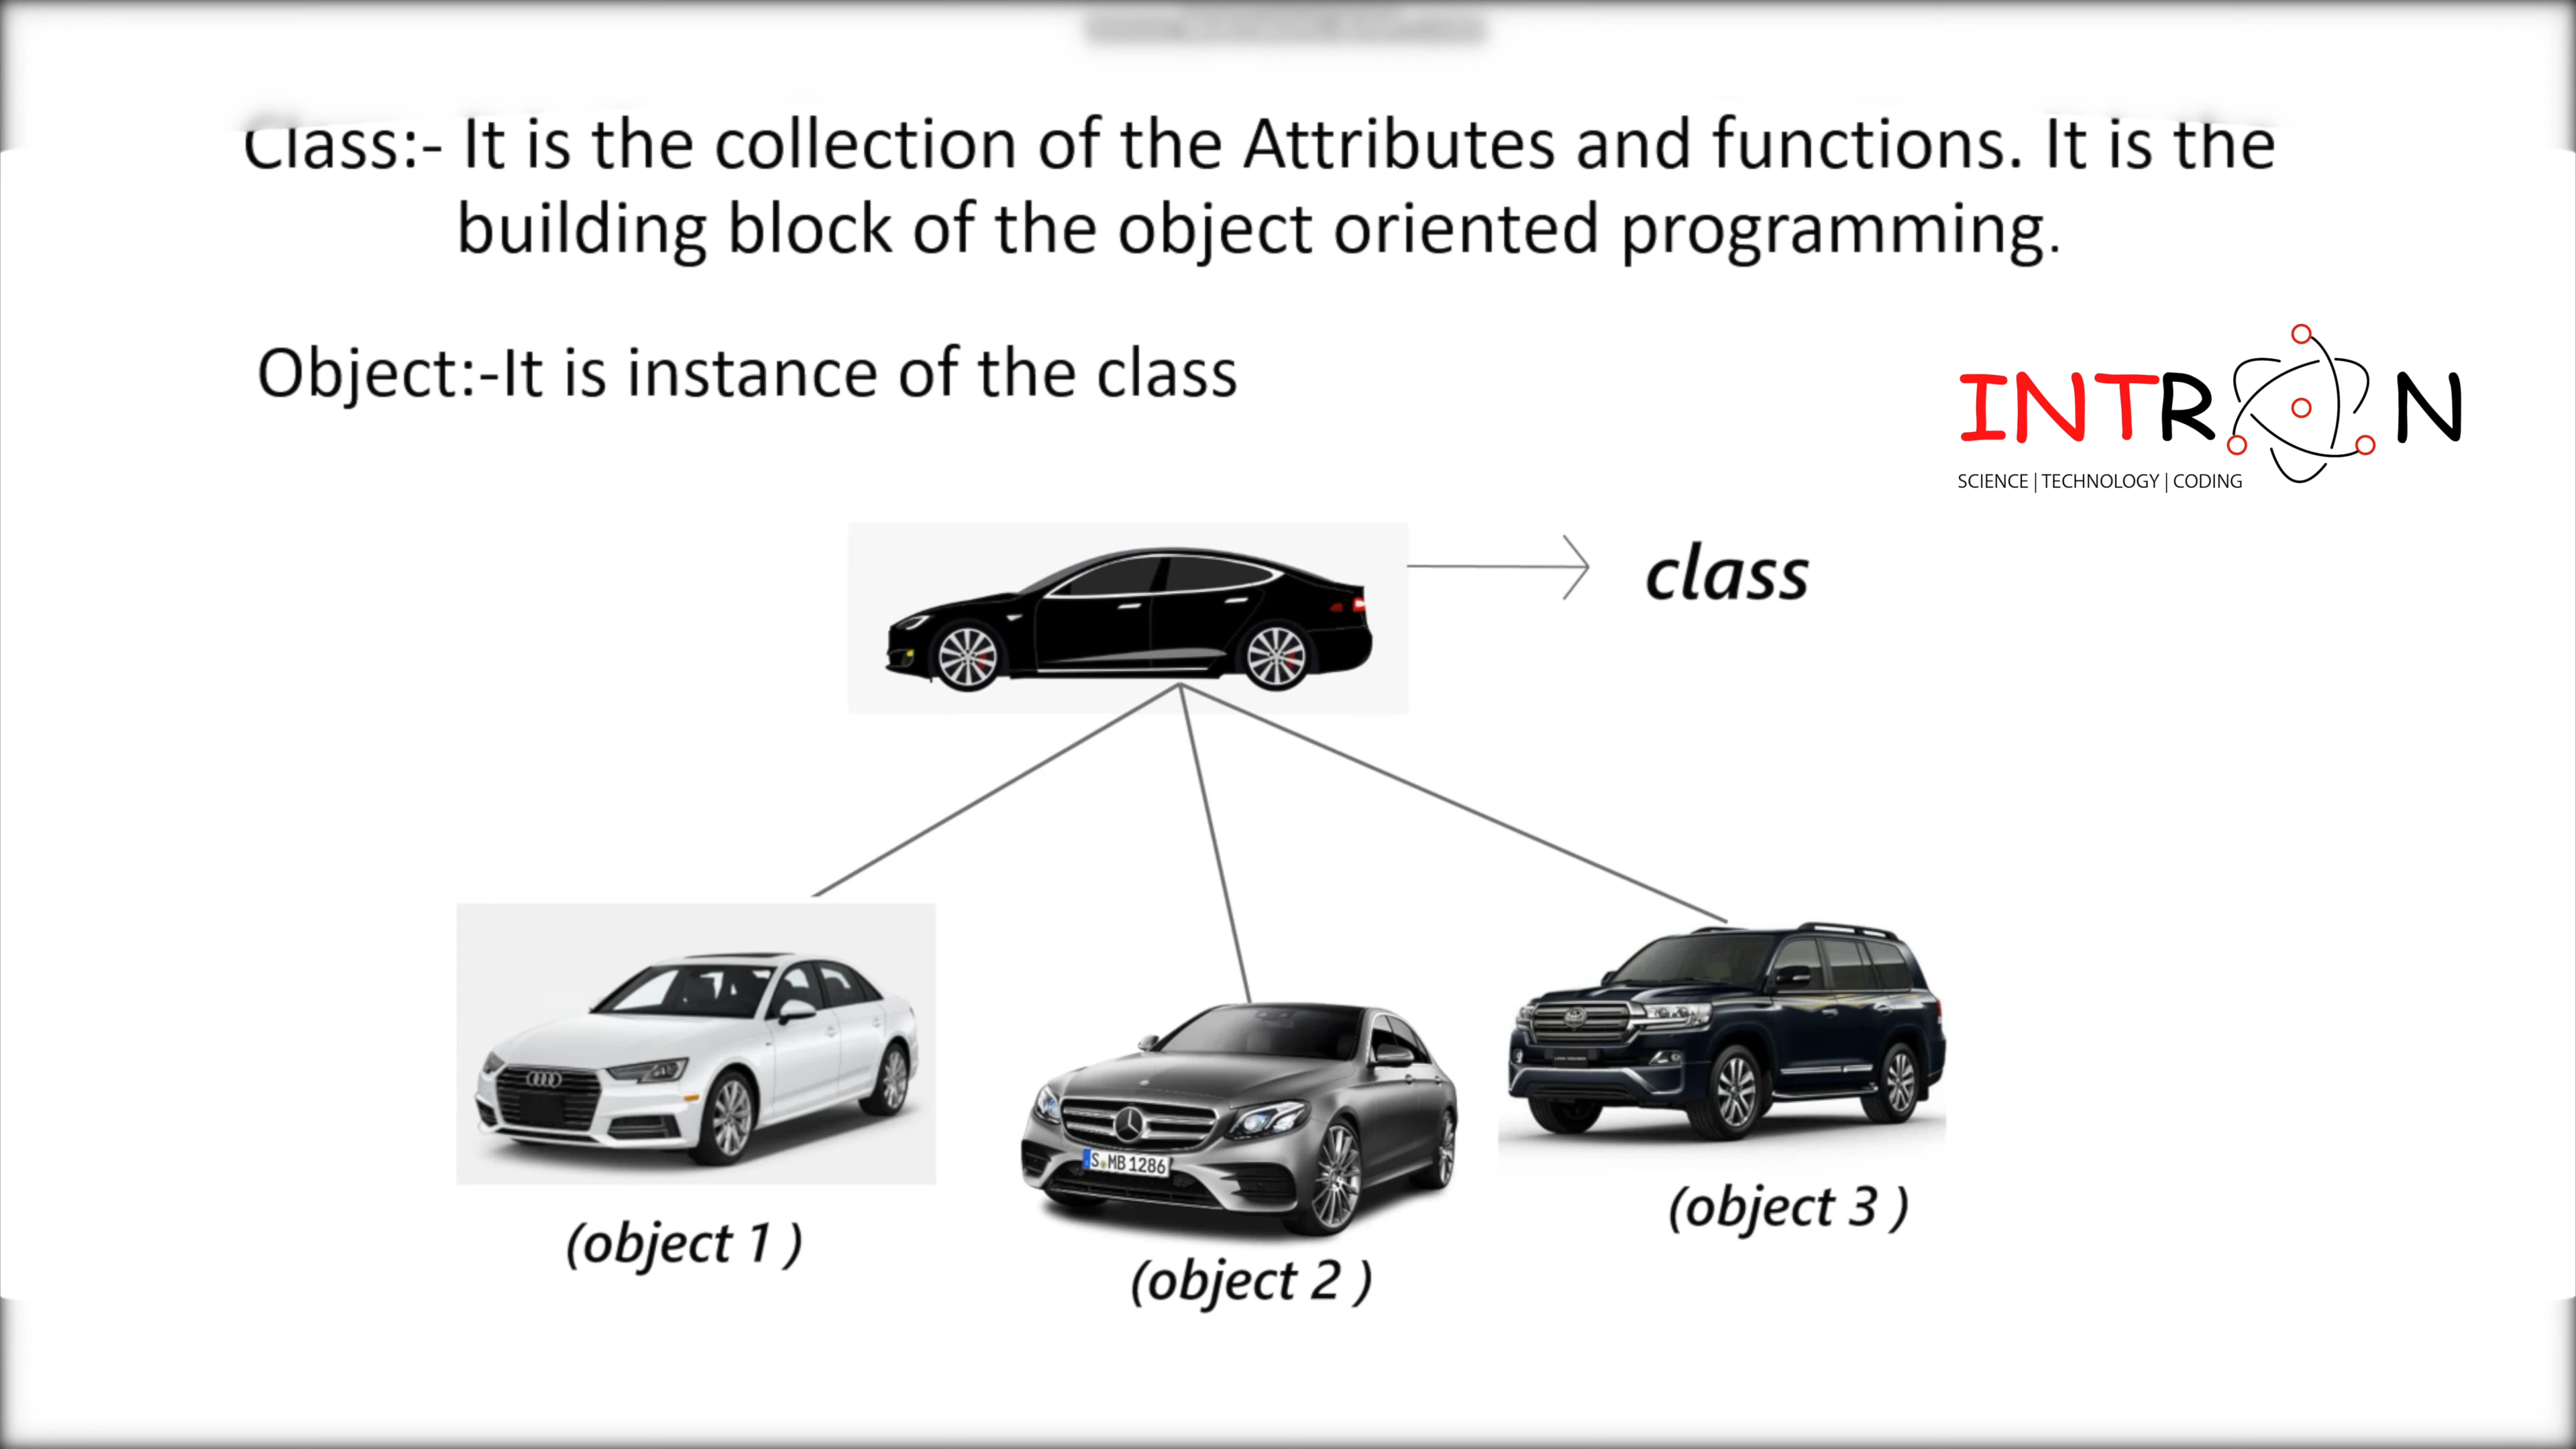 Class:- It is the collection of the Attributes and functions. It is the
building block of the object oriented programming.
Object:-It is instance of the class
INTRON
SCIENCE | TECHNOLOGY | CODING
class
S MB 1286
(object 1 )
(object 2 )
(object 3 )